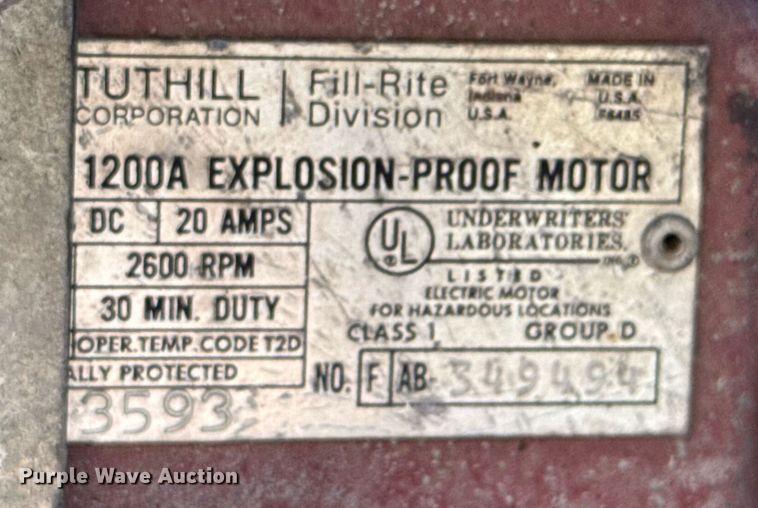 TUTHILL CORPORATION
Fill-Rite Division
Fort Wayne, Indiana U.S.A.
MADE IN U.S.A.
1200A EXPLOSION-PROOF MOTOR
DC 20 AMPS
2600 RPM
30 MIN. DUTY
OPER. TEMP. CODE T2D
ALLY PROTECTED
3593
UL
UNDERWRITERS' LABORATORIES, INC.®
LISTED
ELECTRIC MOTOR
FOR HAZARDOUS LOCATIONS
CLASS 1 GROUP D
NO. F AB- 349494
Purple Wave Auction